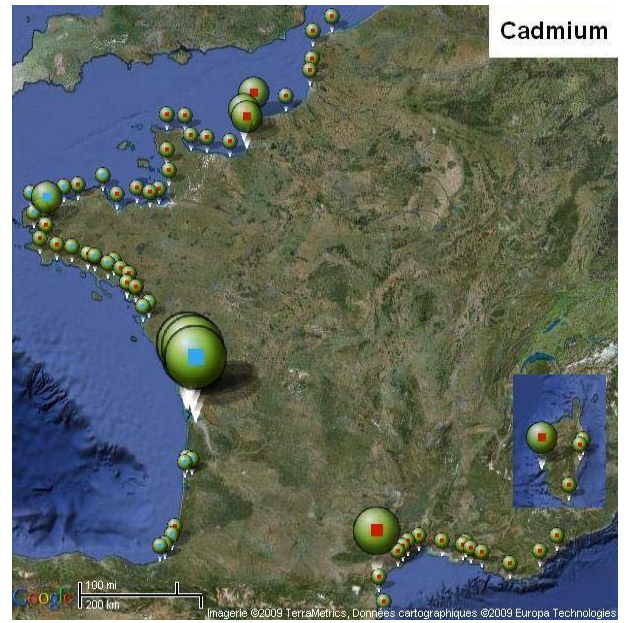 Cadmium
100 mi
Google
200 km
Imagerie ©2009 TerraMetrics, Données cartographiques ©2009 Europa Technologies